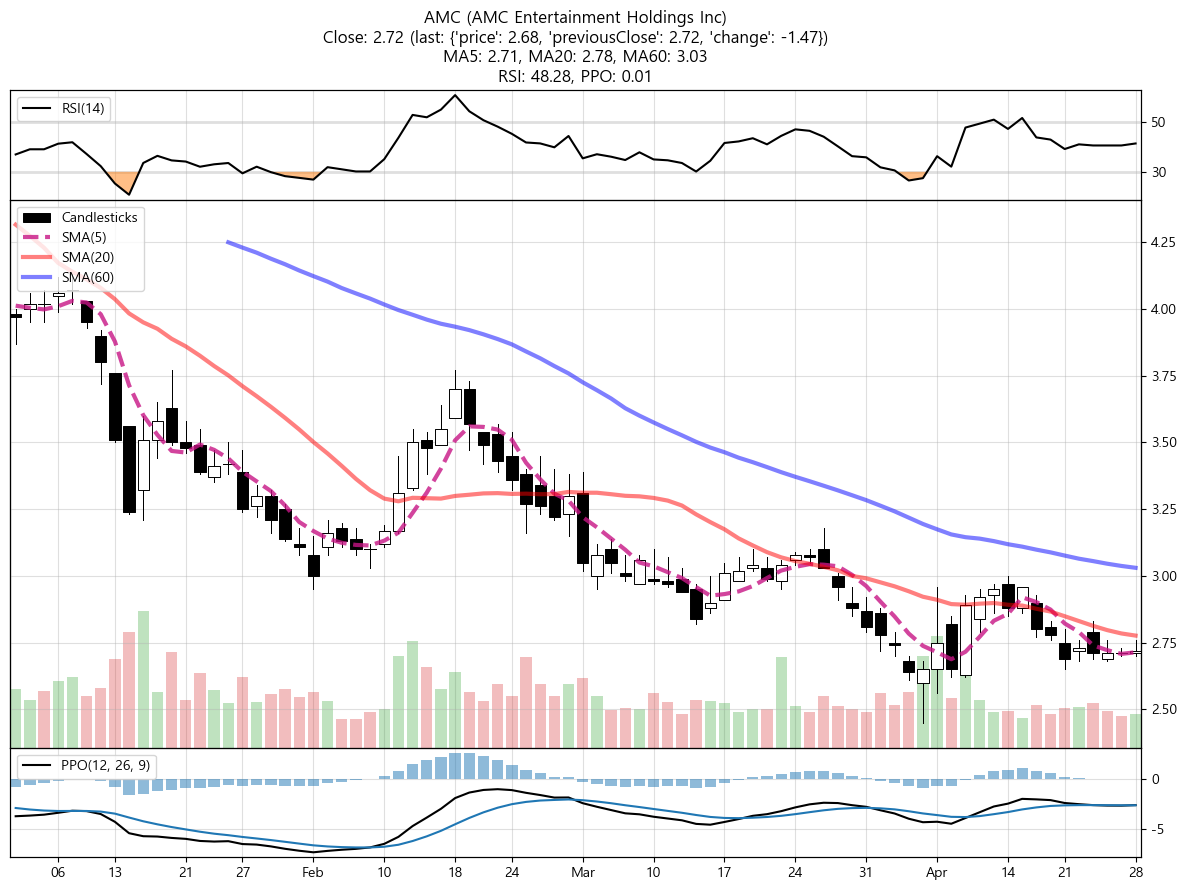 AMC (AMC Entertainment Holdings Inc)
Close: 2.72 (last: {'price': 2.68, 'previousClose': 2.72, 'change': -1.47})
MA5: 2.71, MA20: 2.78, MA60: 3.03
RSI: 48.28, PPO: 0.01
RSI(14)
50
30
Candlesticks
SMA(5)
SMA(20)
SMA(60)
4.25
4.00
3.75
3.50
3.25
3.00
2.75
2.50
PPO(12, 26, 9)
0
-5
06 13 21 27 Feb 10 18 24 Mar 10 17 24 31 Apr 14 21 28